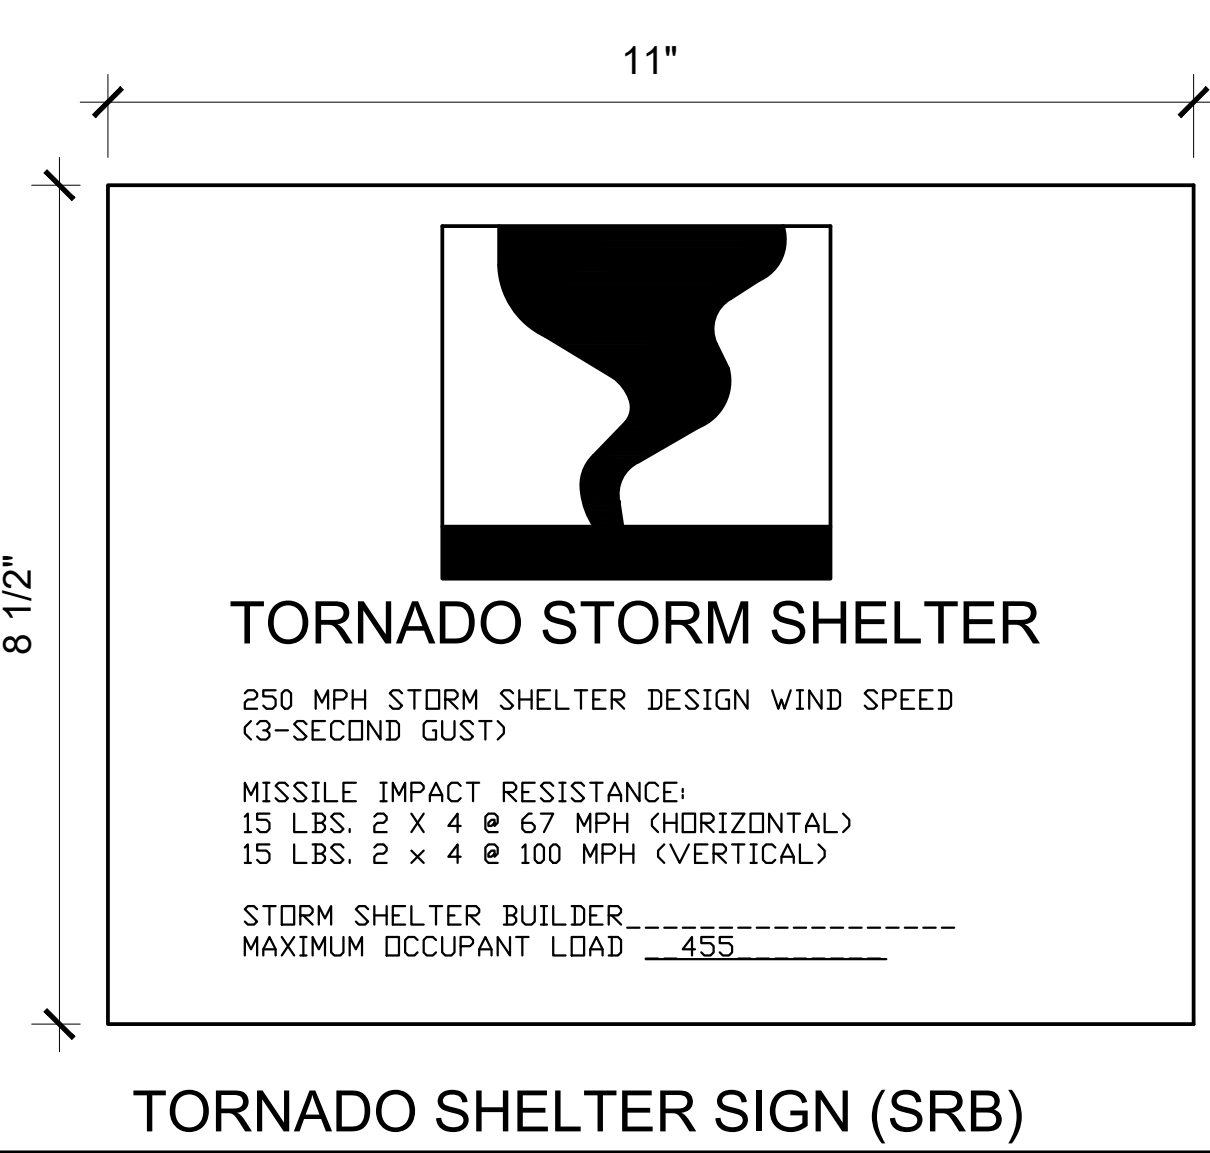 11"
8 1/2"
TORNADO STORM SHELTER
250 MPH STORM SHELTER DESIGN WIND SPEED
(3-SECOND GUST)
MISSILE IMPACT RESISTANCE:
15 LBS. 2 X 4 @ 67 MPH (HORIZONTAL)
15 LBS. 2 x 4 @ 100 MPH (VERTICAL)
STORM SHELTER BUILDER__________________
MAXIMUM OCCUPANT LOAD __455________
TORNADO SHELTER SIGN (SRB)